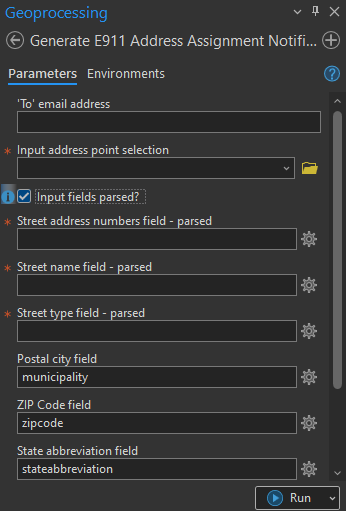 Geoprocessing
Generate E911 Address Assignment Notifi...
Parameters Environments
'To' email address
* Input address point selection
Input fields parsed?
* Street address numbers field - parsed
* Street name field - parsed
* Street type field - parsed
Postal city field
municipality
ZIP Code field
zipcode
State abbreviation field
stateabbreviation
Run